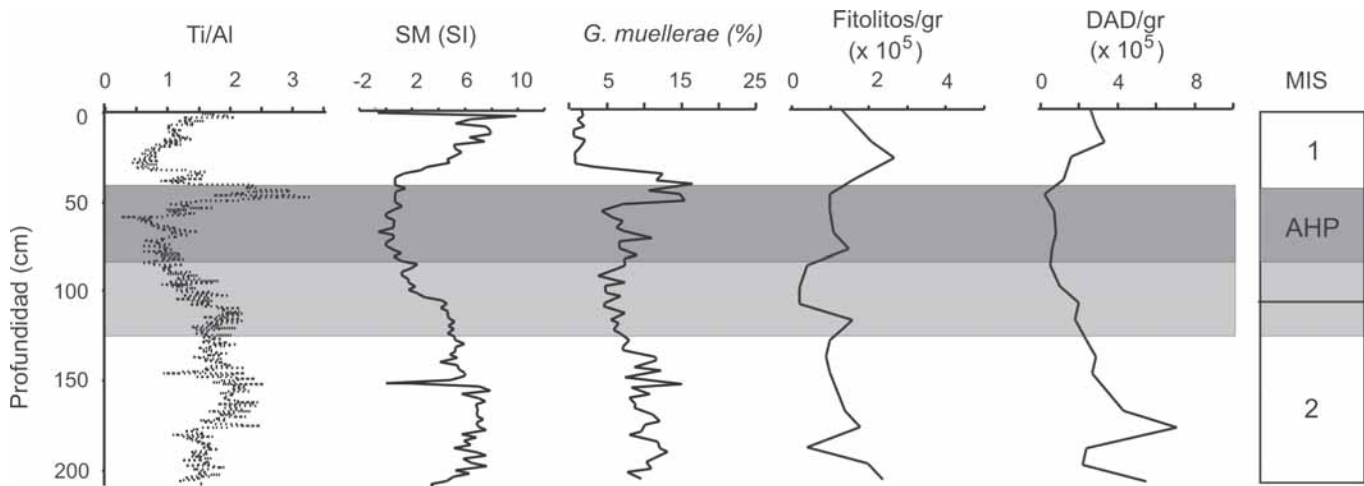 Ti/Al
SM (SI)
G. muellerae (%)
Fitolitos/gr
(x 10⁵)
DAD/gr
(x 10⁵)
MIS
0 1 2 3
-2 2 6 10
5 15 25
0 2 4
0 4 8
Profundidad (cm)
0
50
100
150
200
1
AHP
2